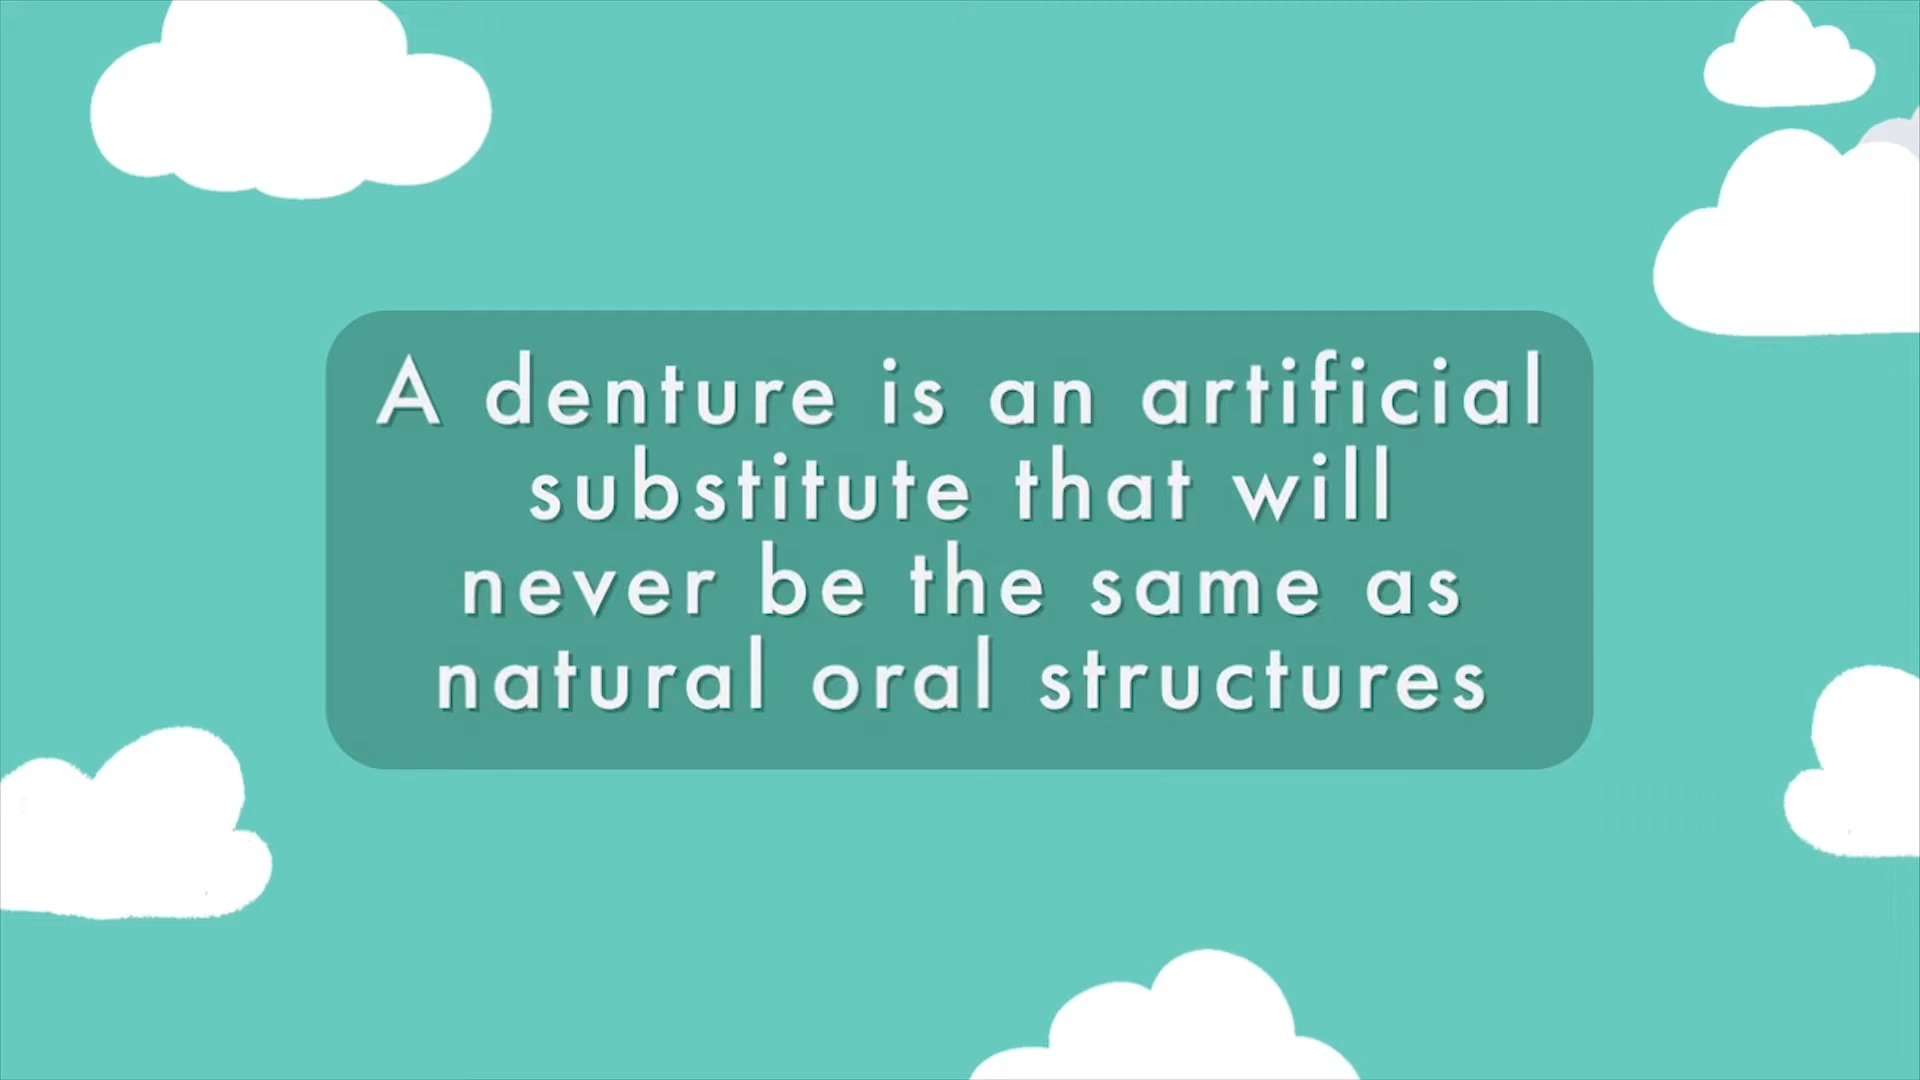 A denture is an artificial
substitute that will
never be the same as
natural oral structures